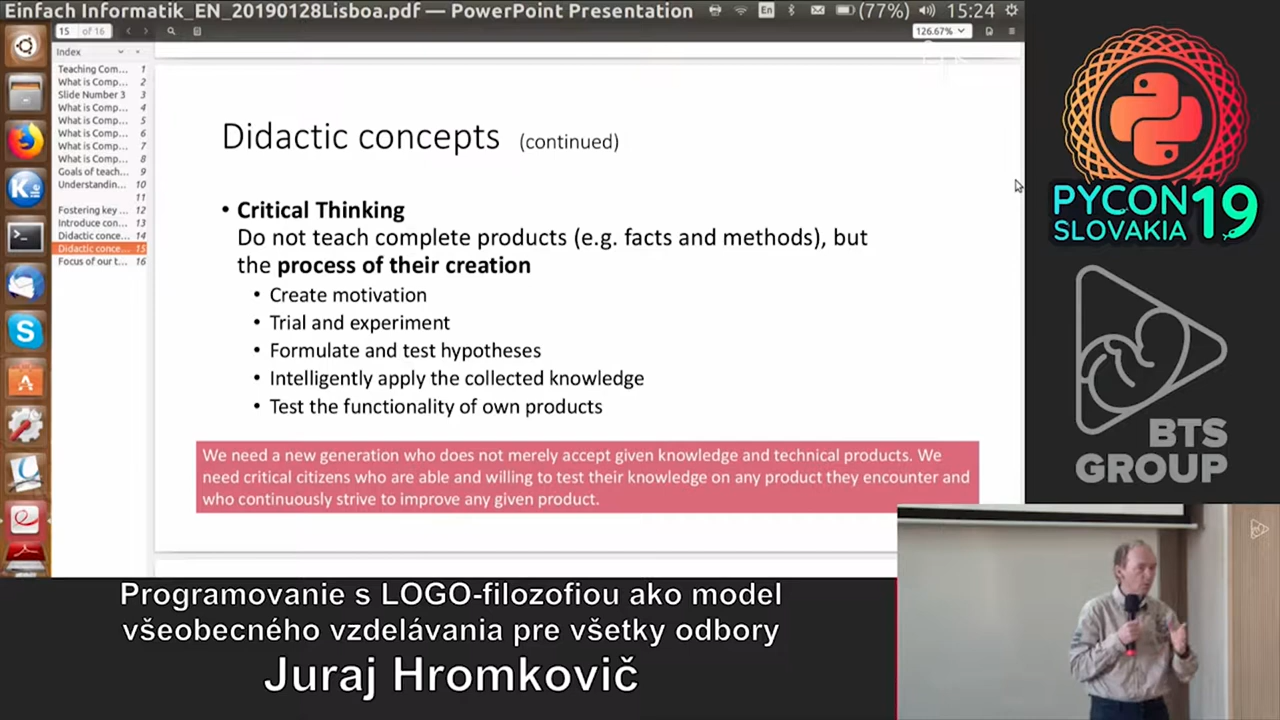 Einfach Informatik_EN_20190128Lisboa.pdf — PowerPoint Presentation
En
(77%)
15:24
15 of 16
126.67%
Index
Teaching Com... 1
What is Comp... 2
Slide Number 3 3
What is Comp... 4
What is Comp... 5
What is Comp... 6
What is Comp... 7
What is Comp... 8
Goals of teach... 9
Understandin... 10
11
Fostering key ... 12
Introduce con... 13
Didactic conce... 14
Didactic conce... 15
Focus of our t... 16
Didactic concepts (continued)
• Critical Thinking
Do not teach complete products (e.g. facts and methods), but
the process of their creation
• Create motivation
• Trial and experiment
• Formulate and test hypotheses
• Intelligently apply the collected knowledge
• Test the functionality of own products
We need a new generation who does not merely accept given knowledge and technical products. We
need critical citizens who are able and willing to test their knowledge on any product they encounter and
who continuously strive to improve any given product.
PYCON
SLOVAKIA
19
BTS
GROUP
Programovanie s LOGO-filozofiou ako model
všeobecného vzdelávania pre všetky odbory
Juraj Hromkovič